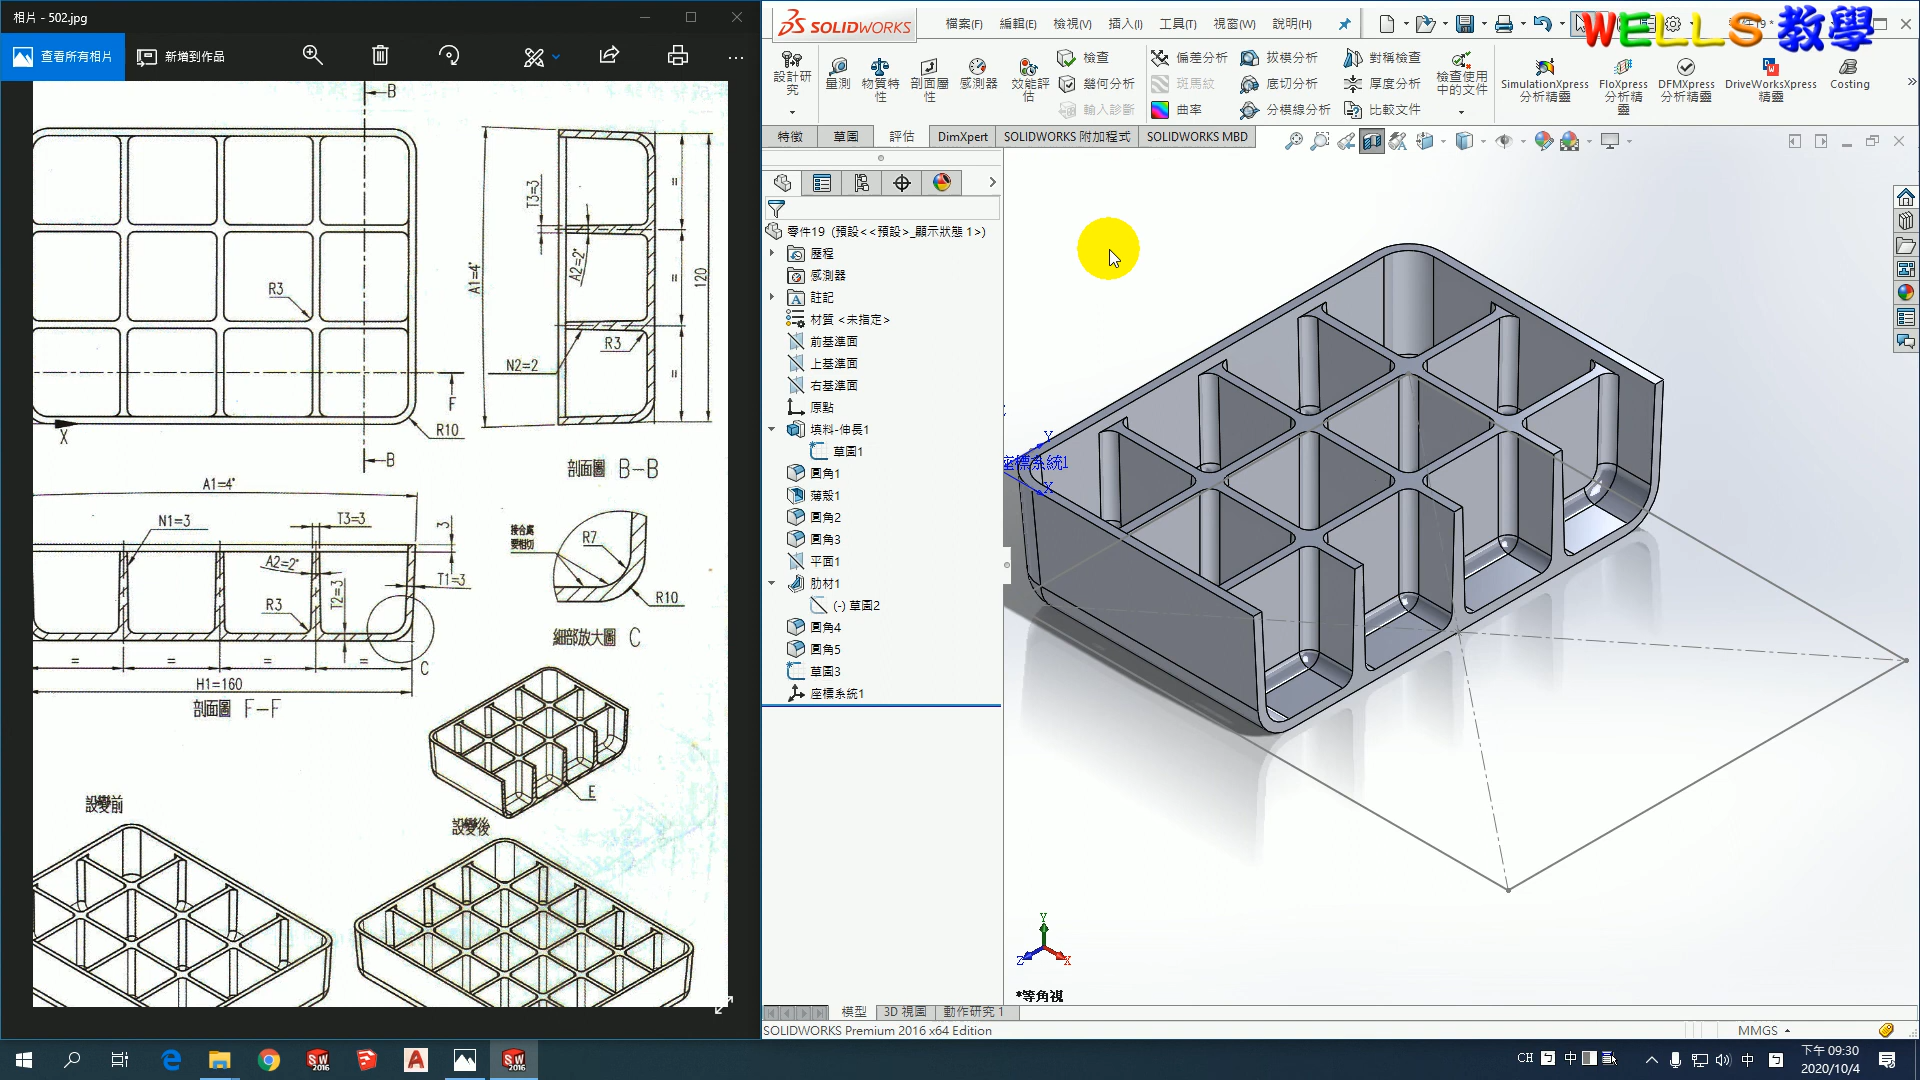 相片 - 502.jpg
查看所有相片
新增到作品
B
R3
F
R10
X
B
A1=4°
T3=3
A2=2°
N2=2
R3
=
=
=
120
剖面圖 B-B
A1=4°
N1=3
T3=3
3
A2=2°
T1=3
T2=3
R3
C
=
=
=
=
H1=160
剖面圖 F-F
接合處
要相切
R7
R10
細部放大圖 C
E
設變前
設變後
SOLIDWORKS
檔案(F)
編輯(E)
檢視(V)
插入(I)
工具(T)
視窗(W)
說明(H)
WELLS 教學
設計研究
量測
物質特性
剖面屬性
感測器
效能評估
檢查
幾何分析
輸入診斷
偏差分析
斑馬紋
曲率
拔模分析
底切分析
分模線分析
對稱檢查
厚度分析
比較文件
檢查使用中的文件
SimulationXpress 分析精靈
FloXpress 分析精靈
DFMXpress 分析精靈
DriveWorksXpress 精靈
Costing
特徵
草圖
評估
DimXpert
SOLIDWORKS 附加程式
SOLIDWORKS MBD
零件19 (預設<<預設>_顯示狀態 1>)
歷程
感測器
註記
材質 <未指定>
前基準面
上基準面
右基準面
原點
填料-伸長1
草圖1
圓角1
薄殼1
圓角2
圓角3
平面1
肋材1
(-) 草圖2
圓角4
圓角5
草圖3
座標系統1
Y
座標系統1
X
Y
Z
X
*等角視
模型
3D 視圖
動作研究 1
SOLIDWORKS Premium 2016 x64 Edition
MMGS
CH
中
中
下午 09:30
2020/10/4